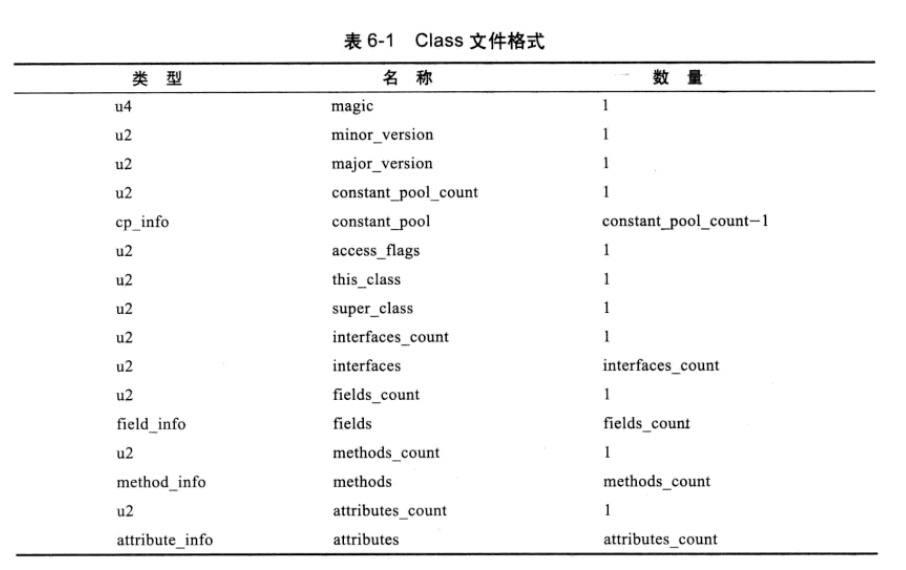 表 6-1 Class 文件格式
类 型 名 称 数 量
u4 magic 1
u2 minor_version 1
u2 major_version 1
u2 constant_pool_count 1
cp_info constant_pool constant_pool_count−1
u2 access_flags 1
u2 this_class 1
u2 super_class 1
u2 interfaces_count 1
u2 interfaces interfaces_count
u2 fields_count 1
field_info fields fields_count
u2 methods_count 1
method_info methods methods_count
u2 attributes_count 1
attribute_info attributes attributes_count